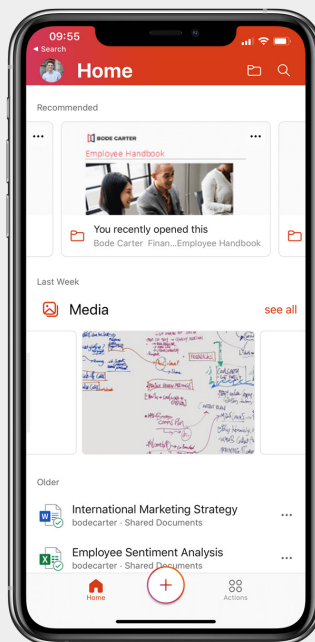 09:55
◂ Search
Home
Recommended
BODE CARTER
Employee Handbook
You recently opened this
Bode Carter Finan...Employee Handbook
Last Week
Media
see all
Older
International Marketing Strategy
bodecarter · Shared Documents
Employee Sentiment Analysis
bodecarter · Shared Documents
Home
Actions